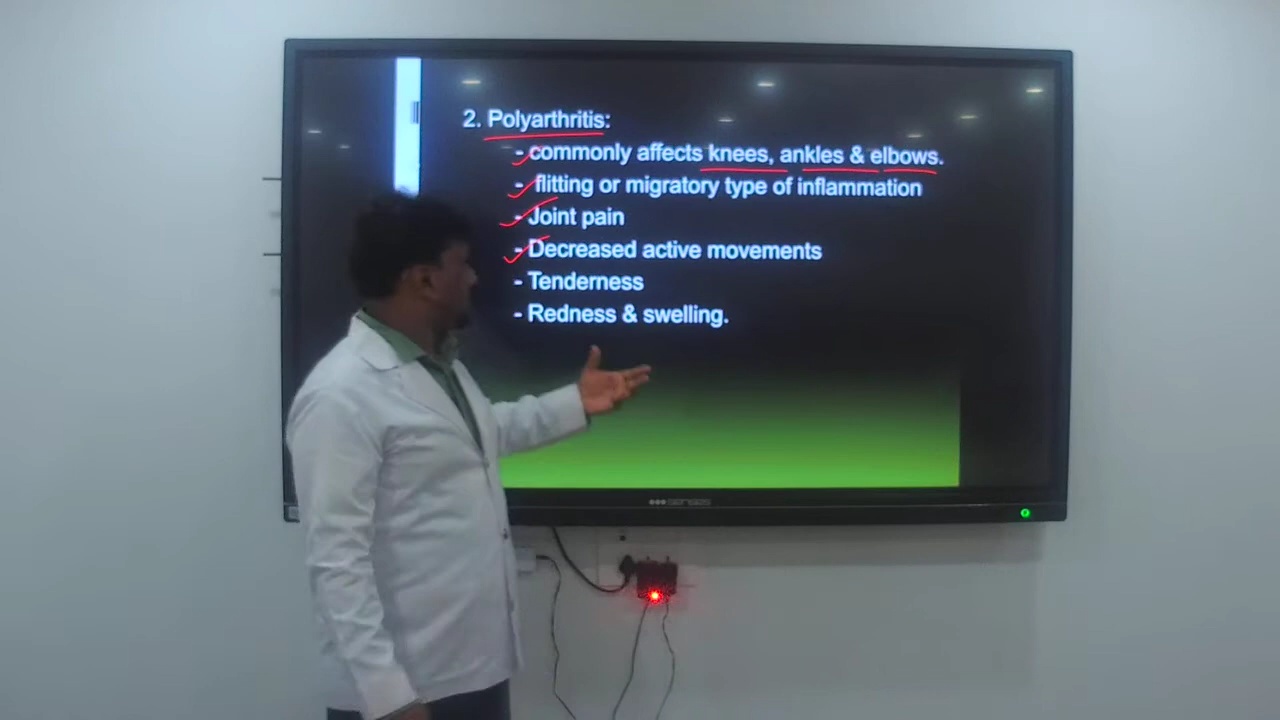 2. Polyarthritis:
- commonly affects knees, ankles & elbows.
- flitting or migratory type of inflammation
- Joint pain
- Decreased active movements
- Tenderness
- Redness & swelling.
senses